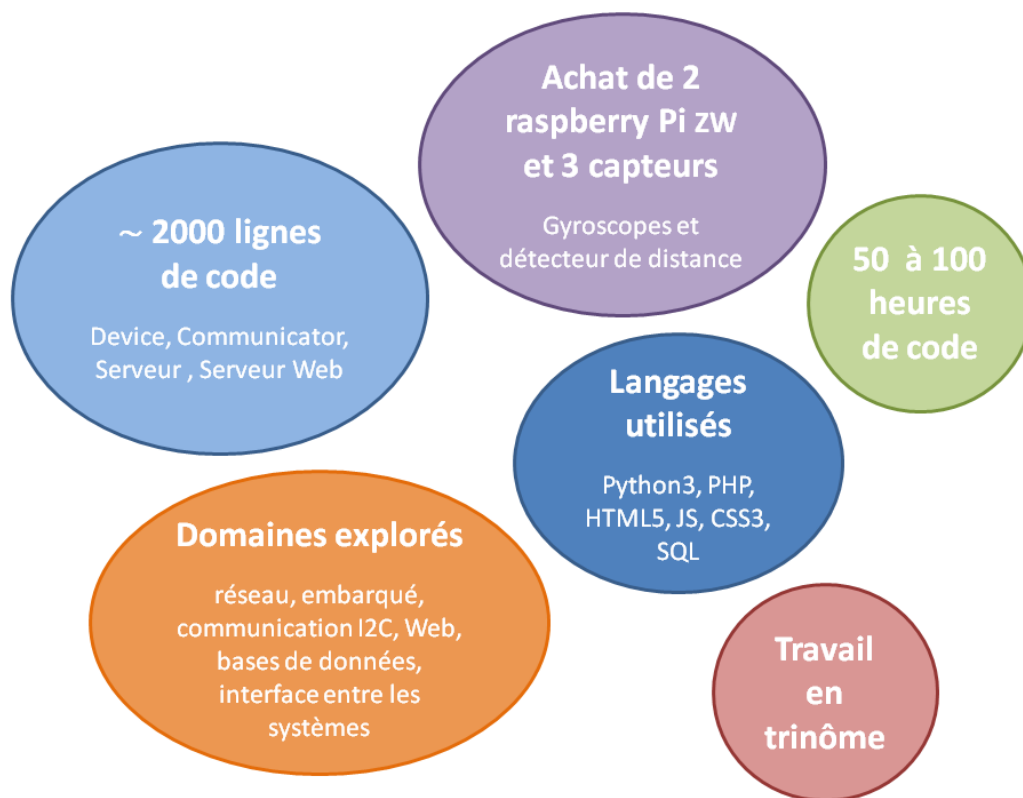 Achat de 2
raspberry Pi zw
et 3 capteurs
Gyroscopes et
détecteur de distance
~ 2000 lignes
de code
Device, Communicator,
Serveur , Serveur Web
50 à 100
heures
de code
Langages
utilisés
Python3, PHP,
HTML5, JS, CSS3,
SQL
Domaines explorés
réseau, embarqué,
communication I2C, Web,
bases de données,
interface entre les
systèmes
Travail
en
trinôme